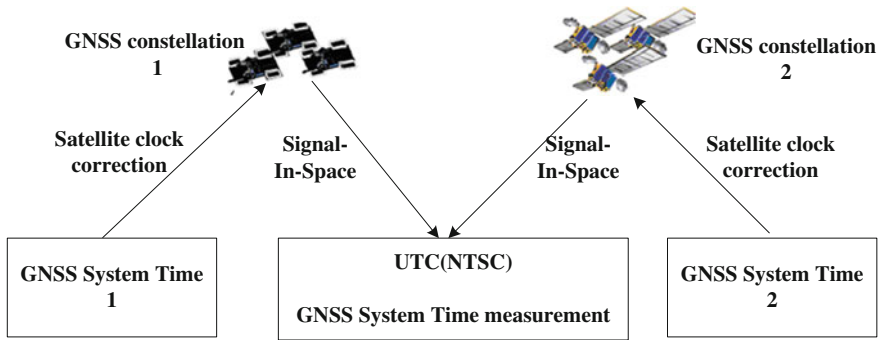 GNSS constellation
1
GNSS constellation
2
Satellite clock
correction
Signal-
In-Space
Signal-
In-Space
Satellite clock
correction
GNSS System Time
1
UTC(NTSC)
GNSS System Time measurement
GNSS System Time
2